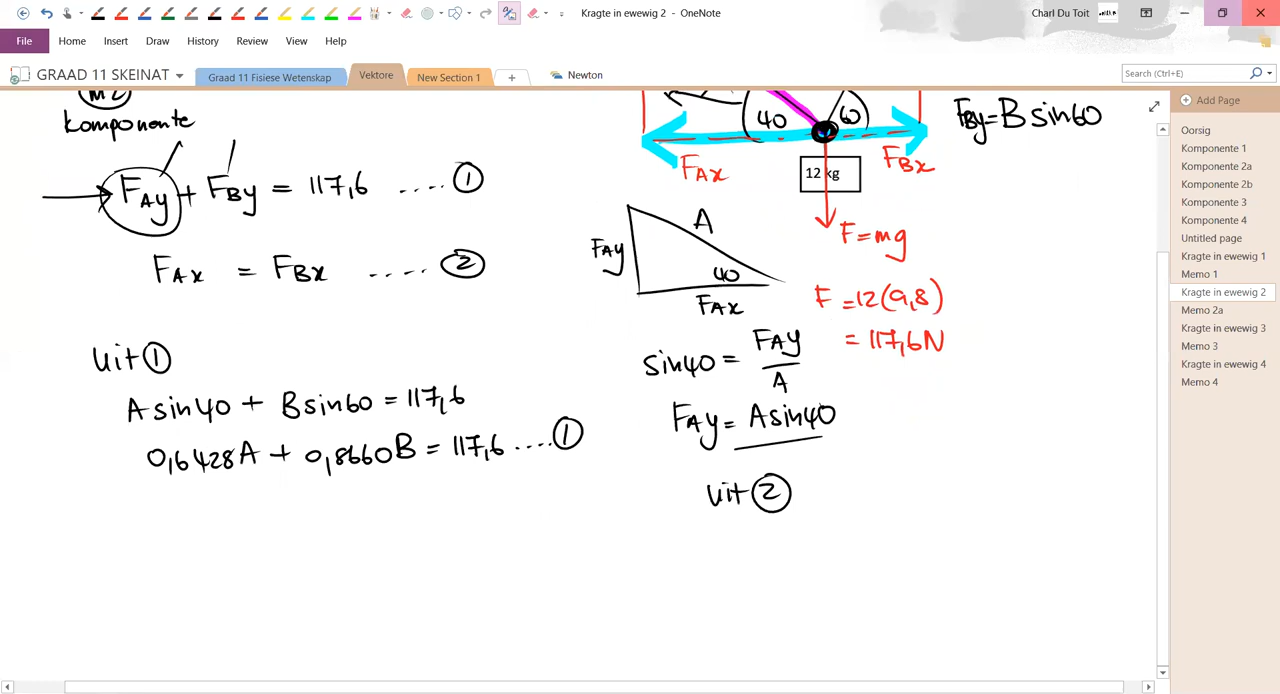 Kragte in ewewig 2 - OneNote
Charl Du Toit
File Home Insert Draw History Review View Help
GRAAD 11 SKEINAT
Graad 11 Fisiese Wetenskap
Vektore
New Section 1
Newton
Search (Ctrl+E)
Add Page
Oorsig
Komponente 1
Komponente 2a
Komponente 2b
Komponente 3
Komponente 4
Untitled page
Kragte in ewewig 1
Memo 1
Kragte in ewewig 2
Memo 2a
Kragte in ewewig 3
Memo 3
Kragte in ewewig 4
Memo 4
m2
komponente
FAy + FBy = 117,6 ..... ①
FAx = FBx ..... ②
uit ①
A sin40 + B sin60 = 117,6
0,6428A + 0,8660B = 117,6 ..... ①
40 60
FBy = B sin60
FAx FBx
12 kg
F = mg
F = 12(9,8)
= 117,6N
A
FAy
40
FAx
sin40 = FAy
A
FAy = A sin40
uit ②